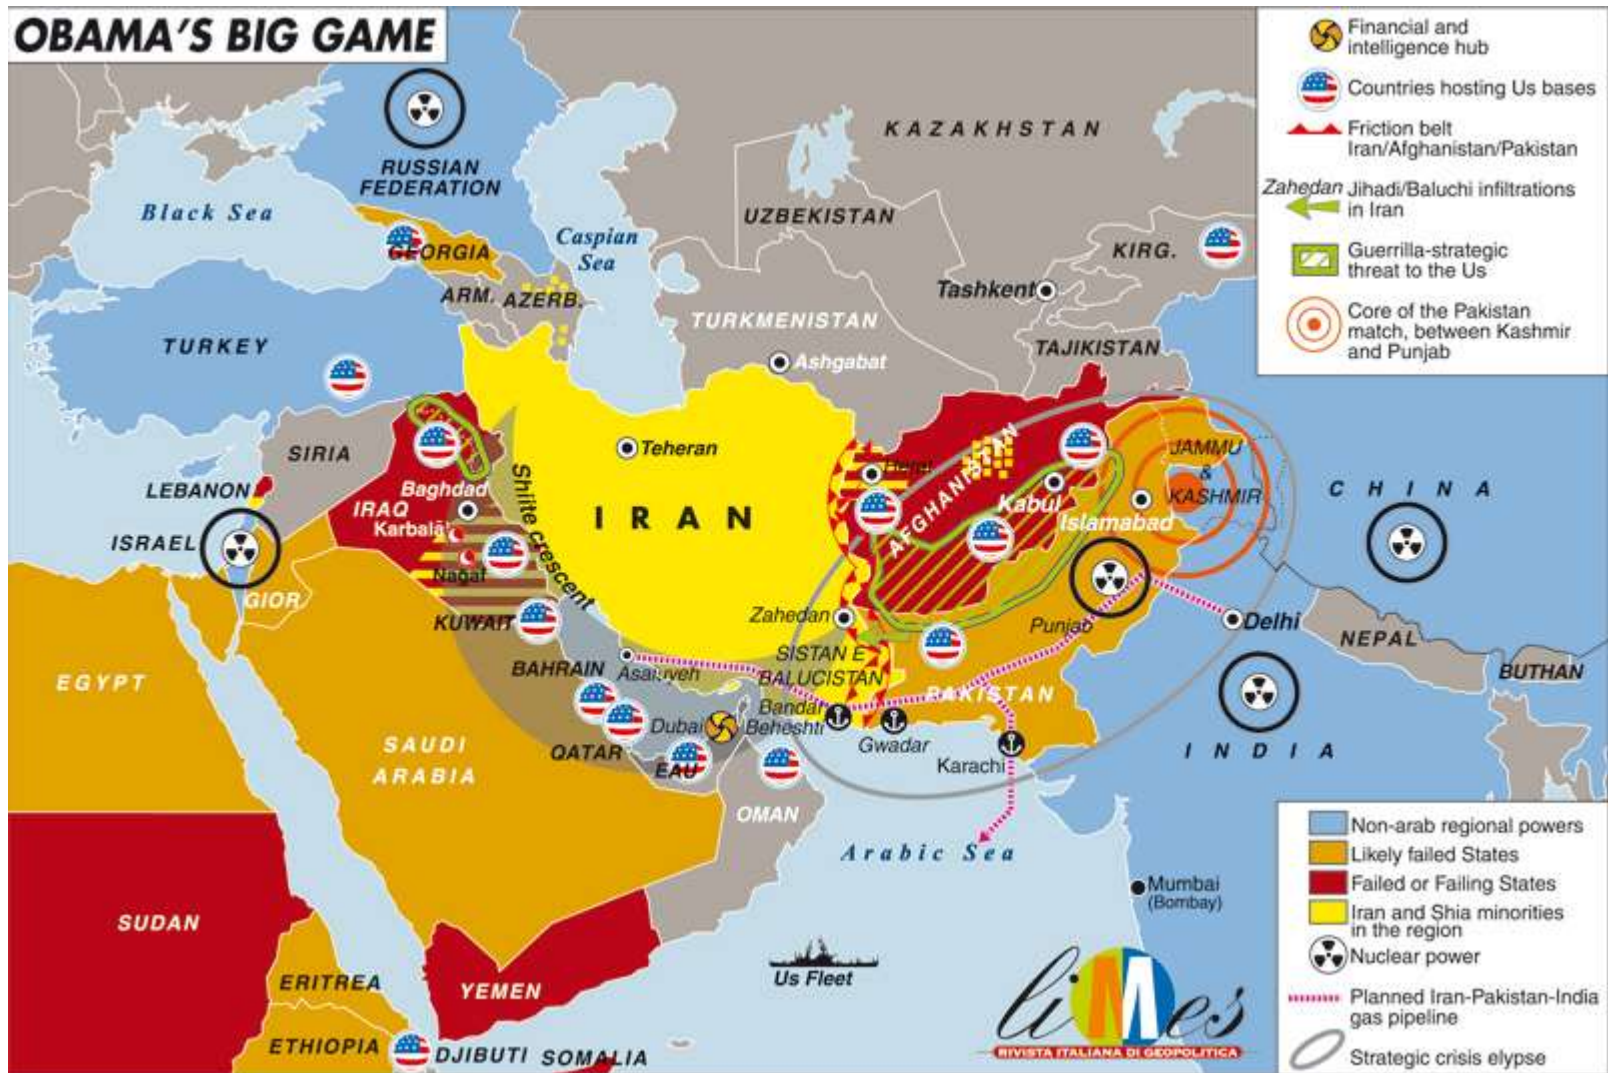 OBAMA'S BIG GAME
Financial and
intelligence hub
Countries hosting Us bases
Friction belt
Iran/Afghanistan/Pakistan
Zahedan Jihadi/Baluchi infiltrations
in Iran
Guerrilla-strategic
threat to the Us
Core of the Pakistan
match, between Kashmir
and Punjab
RUSSIAN
FEDERATION
KAZAKHSTAN
Black Sea
Caspian
Sea
UZBEKISTAN
KIRG.
GEORGIA
ARM. AZERB.
Tashkent
TURKMENISTAN
TURKEY
TAJIKISTAN
Ashgabat
SIRIA
Teheran
Herat
AFGHANISTAN
JAMMU
&
KASHMIR
LEBANON
Baghdad
IRAQ
Karbalā'
Shiite crescent
IRAN
Kabul
Islamabad
CHINA
ISRAEL
Nağaf
GIOR.
KUWAIT
Zahedan
Punjab
Delhi
NEPAL
SISTAN E
BALUCISTAN
BAHRAIN
Asaluyeh
EGYPT
PAKISTAN
BUTHAN
Dubai
Bandar
Beheshti
Gwadar
QATAR
SAUDI
ARABIA
EAU
Karachi
INDIA
OMAN
Arabic Sea
Mumbai
(Bombay)
SUDAN
Us Fleet
ERITREA
YEMEN
ETHIOPIA
DJIBUTI SOMALIA
liMes
RIVISTA ITALIANA DI GEOPOLITICA
Non-arab regional powers
Likely failed States
Failed or Failing States
Iran and Shia minorities
in the region
Nuclear power
Planned Iran-Pakistan-India
gas pipeline
Strategic crisis elypse